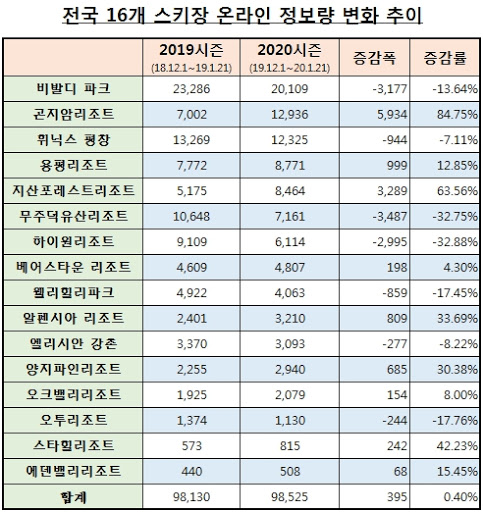 전국 16개 스키장 온라인 정보량 변화 추이
2019시즌 (18.12.1~19.1.21) 2020시즌 (19.12.1~20.1.21) 증감폭 증감률
비발디 파크 23,286 20,109 -3,177 -13.64%
곤지암리조트 7,002 12,936 5,934 84.75%
휘닉스 평창 13,269 12,325 -944 -7.11%
용평리조트 7,772 8,771 999 12.85%
지산포레스트리조트 5,175 8,464 3,289 63.56%
무주덕유산리조트 10,648 7,161 -3,487 -32.75%
하이원리조트 9,109 6,114 -2,995 -32.88%
베어스타운 리조트 4,609 4,807 198 4.30%
웰리힐리파크 4,922 4,063 -859 -17.45%
알펜시아 리조트 2,401 3,210 809 33.69%
엘리시안 강촌 3,370 3,093 -277 -8.22%
양지파인리조트 2,255 2,940 685 30.38%
오크밸리리조트 1,925 2,079 154 8.00%
오투리조트 1,374 1,130 -244 -17.76%
스타힐리조트 573 815 242 42.23%
에덴밸리리조트 440 508 68 15.45%
합계 98,130 98,525 395 0.40%